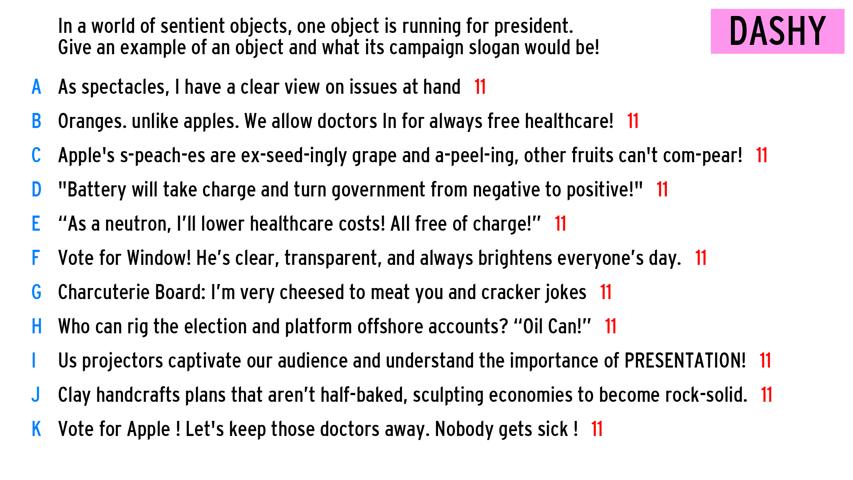 In a world of sentient objects, one object is running for president.
Give an example of an object and what its campaign slogan would be!
DASHY
A As spectacles, I have a clear view on issues at hand 11
B Oranges. unlike apples. We allow doctors In for always free healthcare! 11
C Apple's s-peach-es are ex-seed-ingly grape and a-peel-ing, other fruits can't com-pear! 11
D "Battery will take charge and turn government from negative to positive!" 11
E “As a neutron, I’ll lower healthcare costs! All free of charge!” 11
F Vote for Window! He’s clear, transparent, and always brightens everyone’s day. 11
G Charcuterie Board: I’m very cheesed to meat you and cracker jokes 11
H Who can rig the election and platform offshore accounts? “Oil Can!” 11
I Us projectors captivate our audience and understand the importance of PRESENTATION! 11
J Clay handcrafts plans that aren’t half-baked, sculpting economies to become rock-solid. 11
K Vote for Apple ! Let's keep those doctors away. Nobody gets sick ! 11